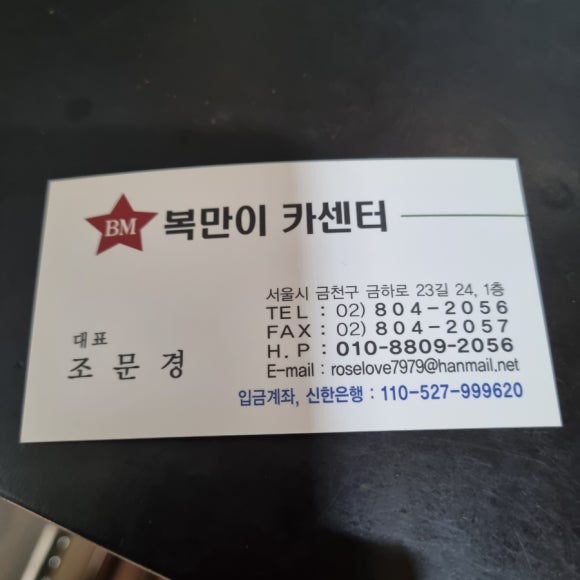 BM 복만이 카센터
서울시 금천구 금하로 23길 24, 1층
TEL : 02) 804-2056
FAX : 02) 804-2057
H.P : 010-8809-2056
E-mail : roselove7979@hanmail.net
대표
조문경
입금계좌, 신한은행 : 110-527-999620